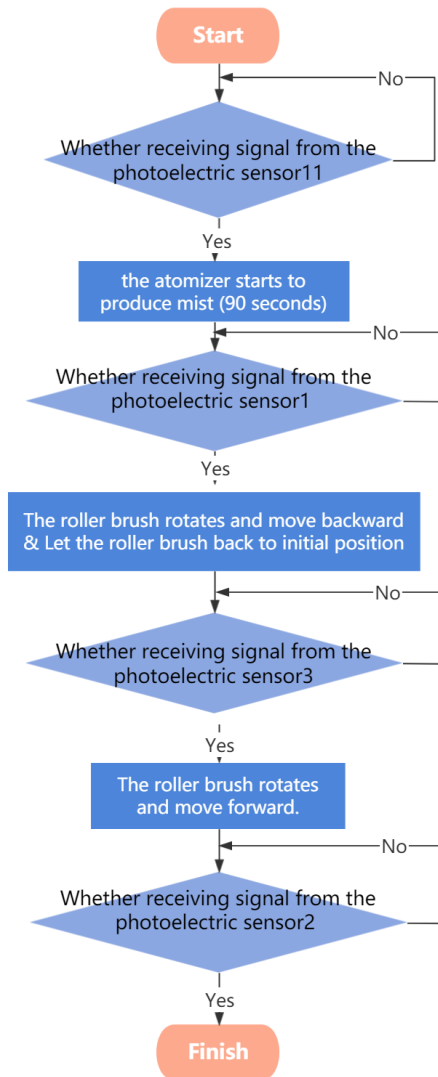 Start
No
Whether receiving signal from the
photoelectric sensor11
Yes
the atomizer starts to
produce mist (90 seconds)
No
Whether receiving signal from the
photoelectric sensor1
Yes
The roller brush rotates and move backward
& Let the roller brush back to initial position
No
Whether receiving signal from the
photoelectric sensor3
Yes
The roller brush rotates
and move forward.
No
Whether receiving signal from the
photoelectric sensor2
Yes
Finish